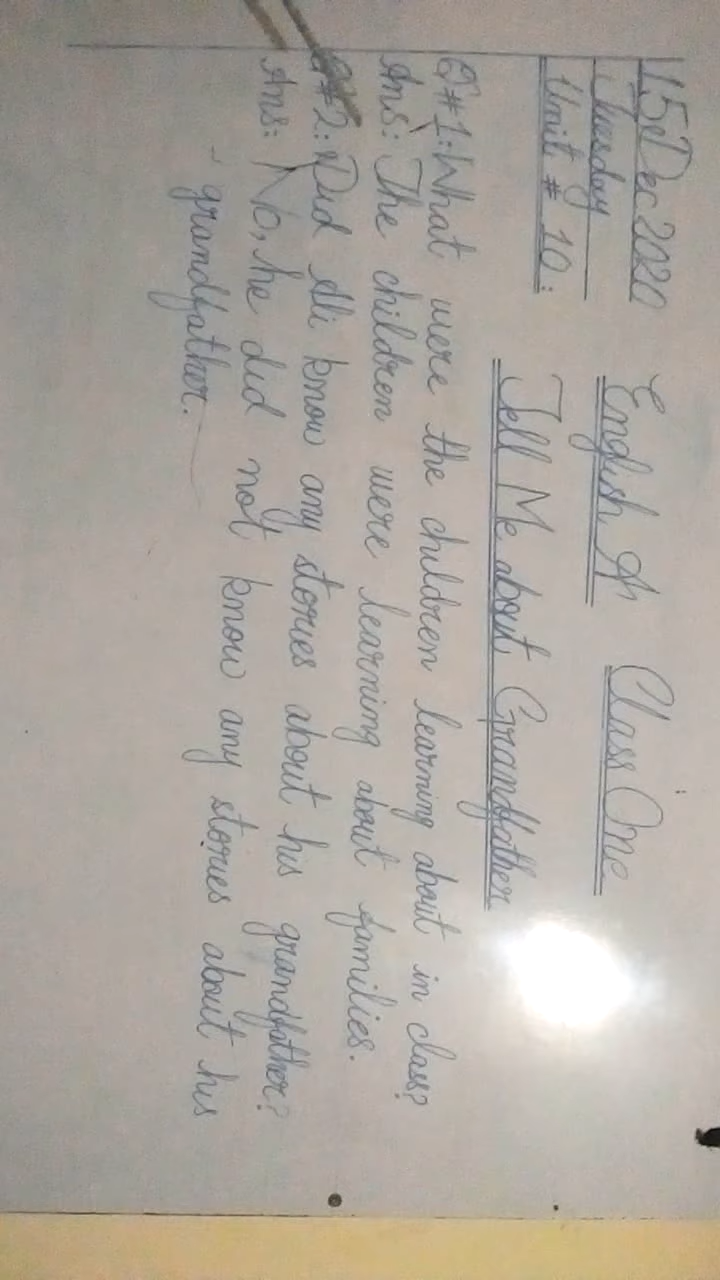 15 Dec 2020 English A Class One
Tuesday
Unit # 10: Tell Me about Grandfather
Q#1: What were the children learning about in class?
Ans: The children were learning about families.
Q#2: Did Ali know any stories about his grandfather?
Ans: No, he did not know any stories about his
grandfather.